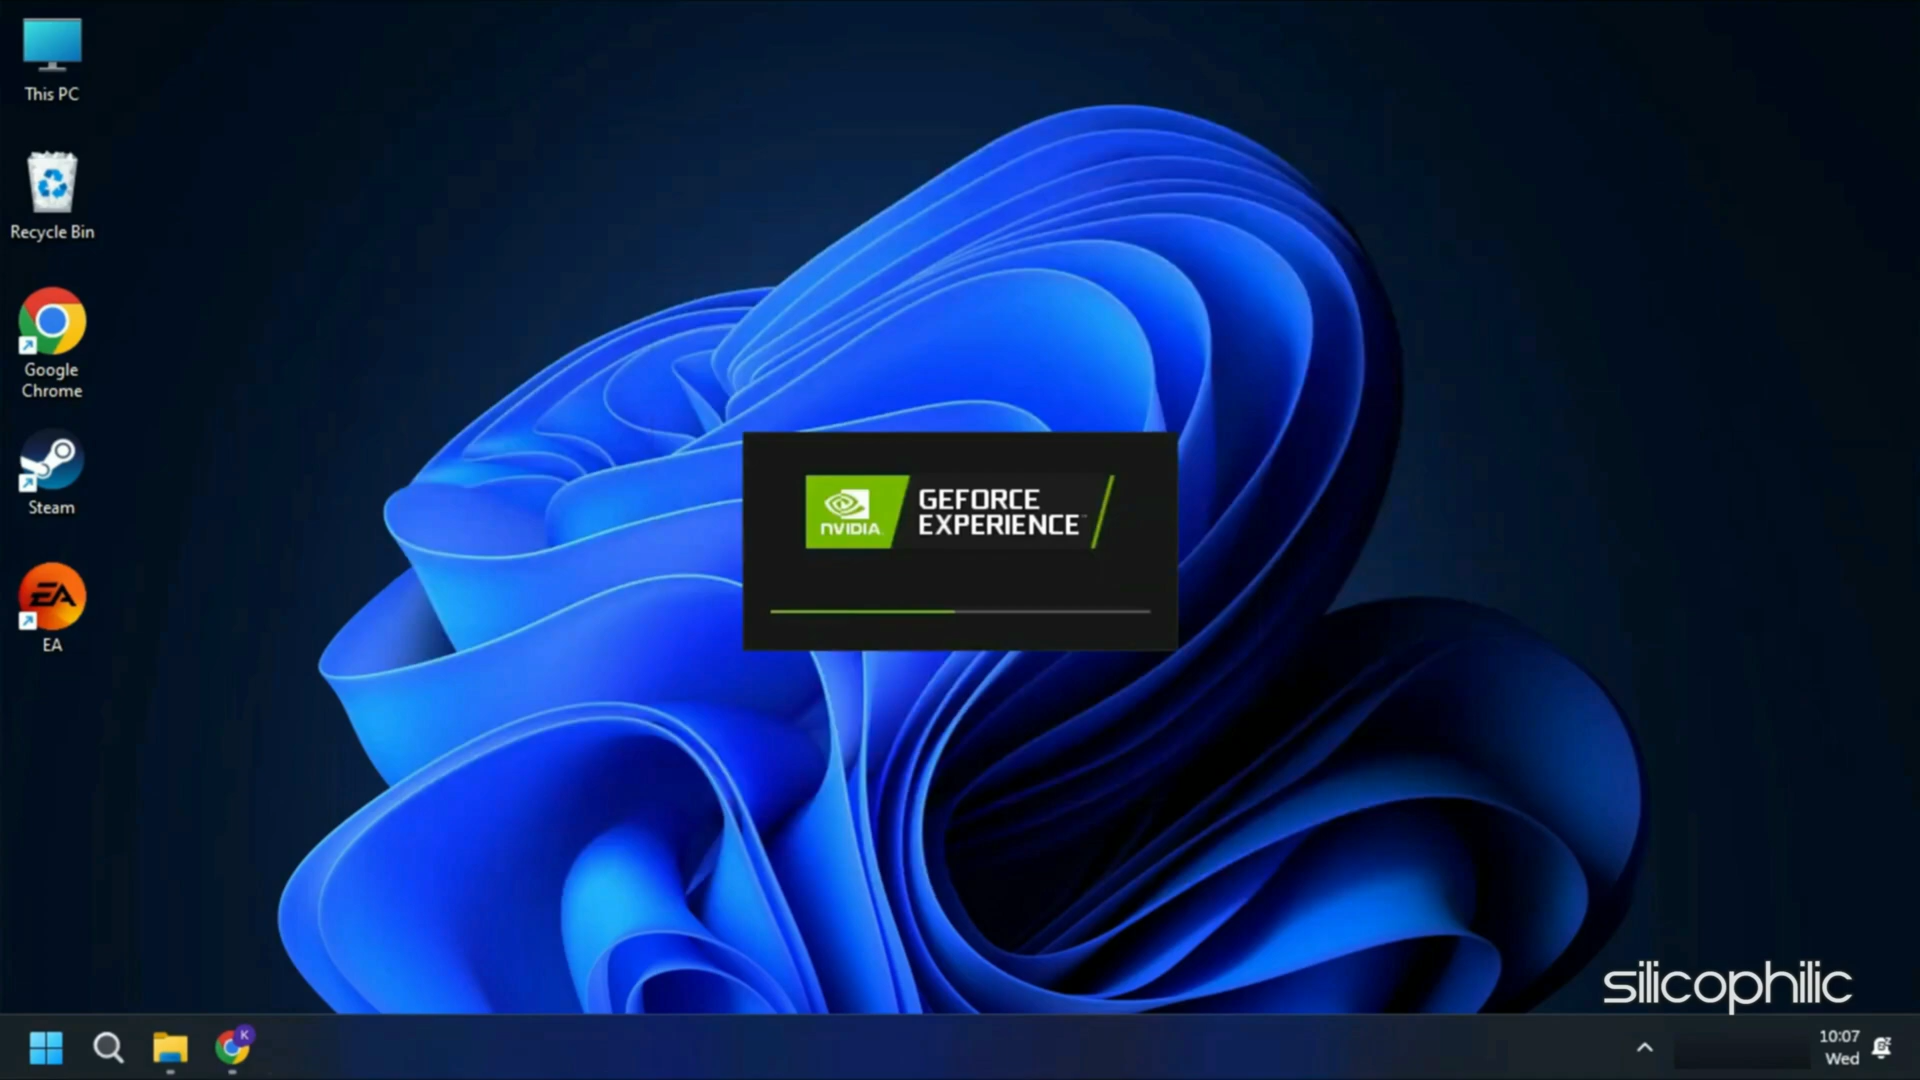 This PC
Recycle Bin
Google
Chrome
Steam
EA
EA
NVIDIA
GEFORCE
EXPERIENCE
silicophilic
K
10:07
Wed